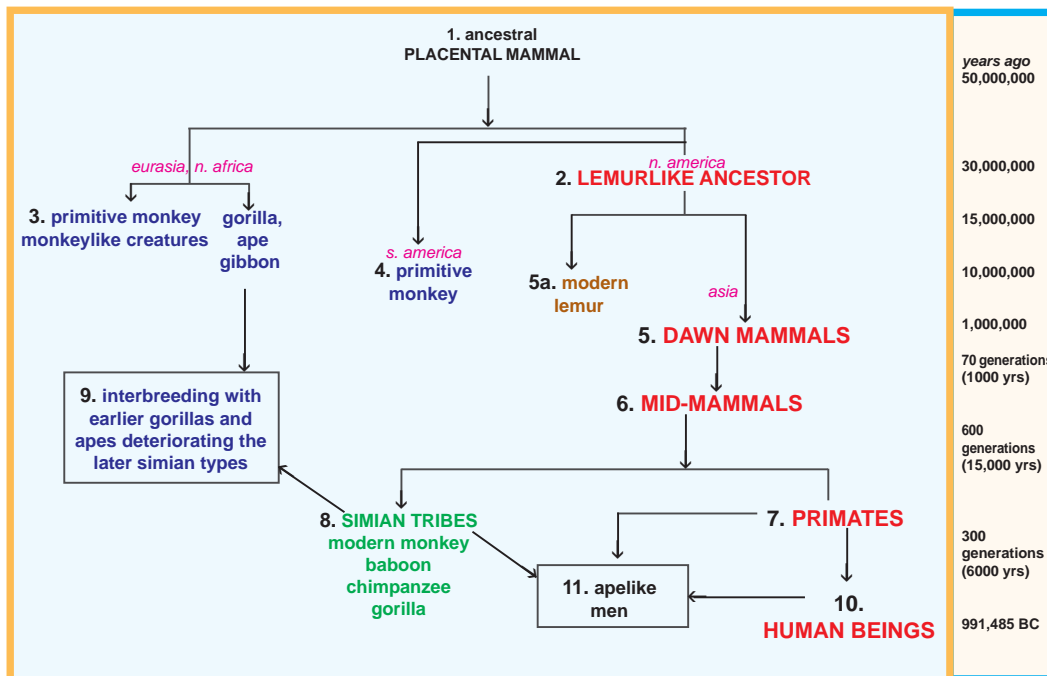 1. ancestral
PLACENTAL MAMMAL
years ago
50,000,000
eurasia, n. africa
n. america
30,000,000
2. LEMURLIKE ANCESTOR
3. primitive monkey
monkeylike creatures
gorilla,
ape
gibbon
15,000,000
s. america
4. primitive
monkey
5a. modern
lemur
10,000,000
asia
1,000,000
5. DAWN MAMMALS
70 generations
(1000 yrs)
6. MID-MAMMALS
9. interbreeding with
earlier gorillas and
apes deteriorating the
later simian types
600
generations
(15,000 yrs)
8. SIMIAN TRIBES
modern monkey
baboon
chimpanzee
gorilla
7. PRIMATES
300
generations
(6000 yrs)
11. apelike
men
10.
HUMAN BEINGS
991,485 BC